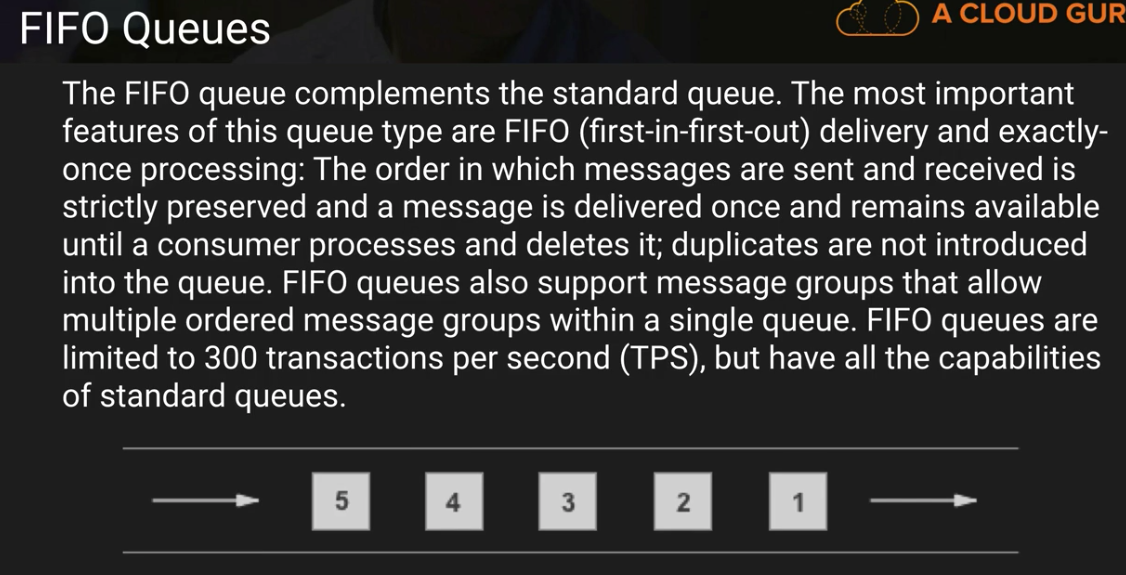 FIFO Queues
A CLOUD GUR
The FIFO queue complements the standard queue. The most important
features of this queue type are FIFO (first-in-first-out) delivery and exactly-
once processing: The order in which messages are sent and received is
strictly preserved and a message is delivered once and remains available
until a consumer processes and deletes it; duplicates are not introduced
into the queue. FIFO queues also support message groups that allow
multiple ordered message groups within a single queue. FIFO queues are
limited to 300 transactions per second (TPS), but have all the capabilities
of standard queues.
5 4 3 2 1